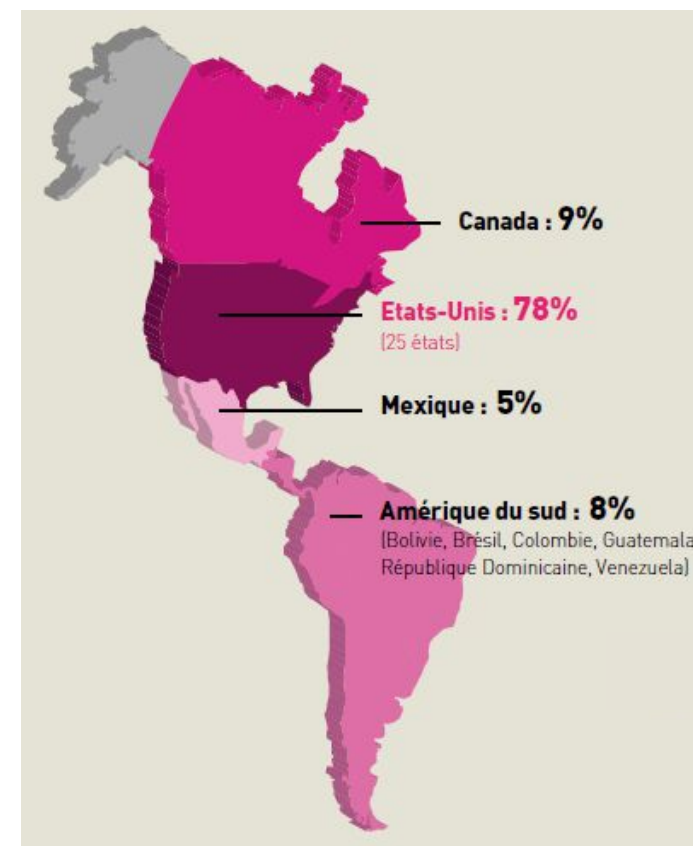 Canada : 9%
Etats-Unis : 78%
(25 états)
Mexique : 5%
Amérique du sud : 8%
(Bolivie, Brésil, Colombie, Guatemala
République Dominicaine, Venezuela)